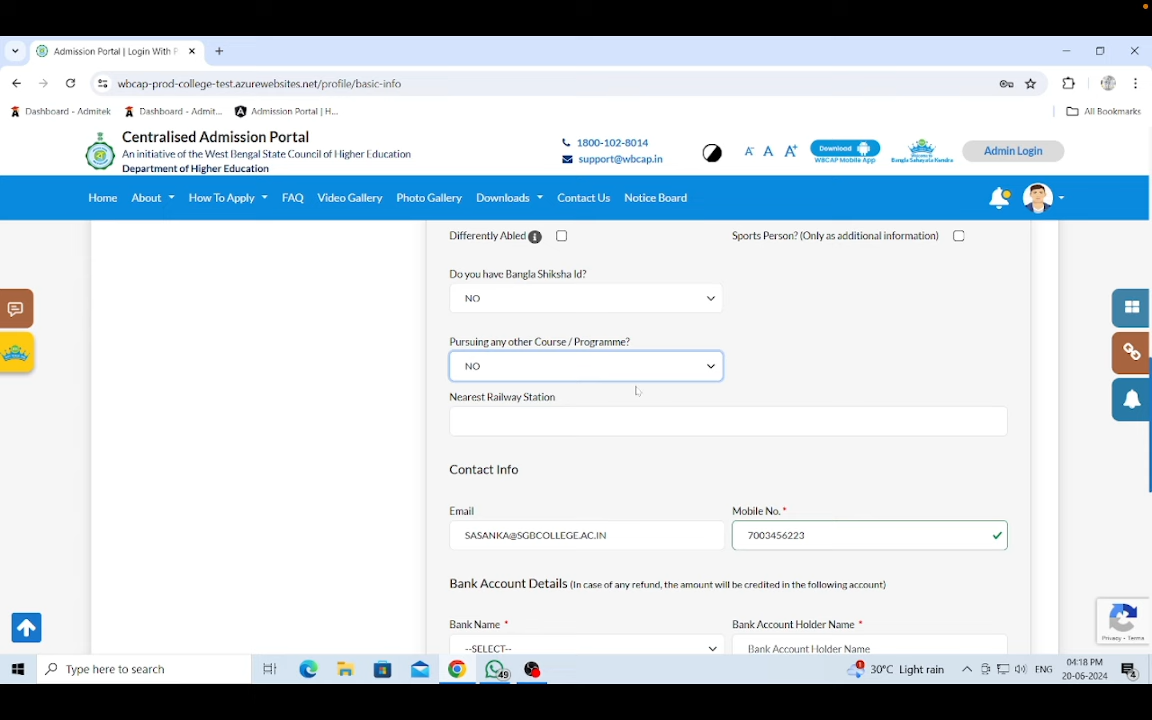 Admission Portal | Login With F
wbcap-prod-college-test.azurewebsites.net/profile/basic-info
Dashboard - Admitek
Dashboard - Admit...
Admission Portal | H...
All Bookmarks
Centralised Admission Portal
An initiative of the West Bengal State Council of Higher Education
Department of Higher Education
1800-102-8014
support@wbcap.in
A-
A
A+
Download
WBCAP Mobile App
Bangla Sahayata Kendra
Admin Login
Home
About
How To Apply
FAQ
Video Gallery
Photo Gallery
Downloads
Contact Us
Notice Board
Differently Abled
Sports Person? (Only as additional information)
Do you have Bangla Shiksha Id?
NO
Pursuing any other Course / Programme?
NO
Nearest Railway Station
Contact Info
Email
Mobile No. *
SASANKA@SGBCOLLEGE.AC.IN
7003456223
Bank Account Details (In case of any refund, the amount will be credited in the following account)
Bank Name *
Bank Account Holder Name *
--SELECT--
Bank Account Holder Name
Privacy - Terms
Type here to search
49
30°C Light rain
ENG
04:18 PM
20-06-2024
4